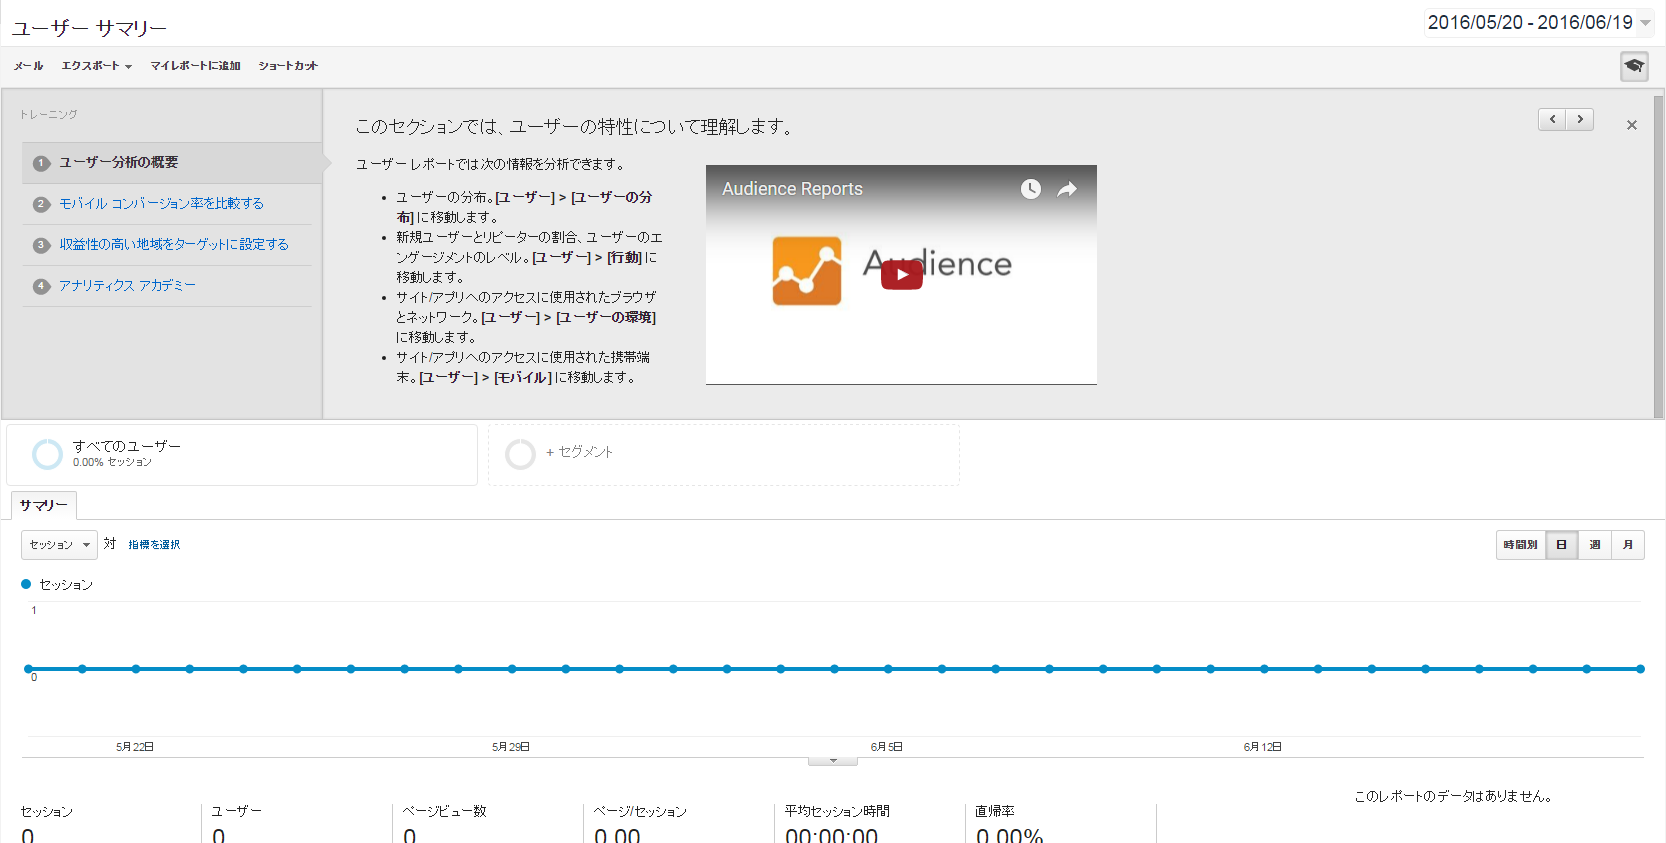 ユーザー サマリー
2016/05/20 - 2016/06/19
メール エクスポート マイレポートに追加 ショートカット
トレーニング
1 ユーザー分析の概要
2 モバイル コンバージョン率を比較する
3 収益性の高い地域をターゲットに設定する
4 アナリティクス アカデミー
このセクションでは、ユーザーの特性について理解します。
ユーザー レポートでは次の情報を分析できます。
• ユーザーの分布。[ユーザー] > [ユーザーの分
布] に移動します。
• 新規ユーザーとリピーターの割合、ユーザーのエ
ンゲージメントのレベル。[ユーザー] > [行動] に
移動します。
• サイト/アプリへのアクセスに使用されたブラウザ
とネットワーク。[ユーザー] > [ユーザーの環境]
に移動します。
• サイト/アプリへのアクセスに使用された携帯端
末。[ユーザー] > [モバイル] に移動します。
Audience Reports
Audience
すべてのユーザー
0.00% セッション
+ セグメント
サマリー
セッション 対 指標を選択
時間別 日 週 月
セッション
1
0
5月22日 5月29日 6月5日 6月12日
セッション
0
ユーザー
0
ページビュー数
0
ページ/セッション
0.00
平均セッション時間
00:00:00
直帰率
0.00%
このレポートのデータはありません。